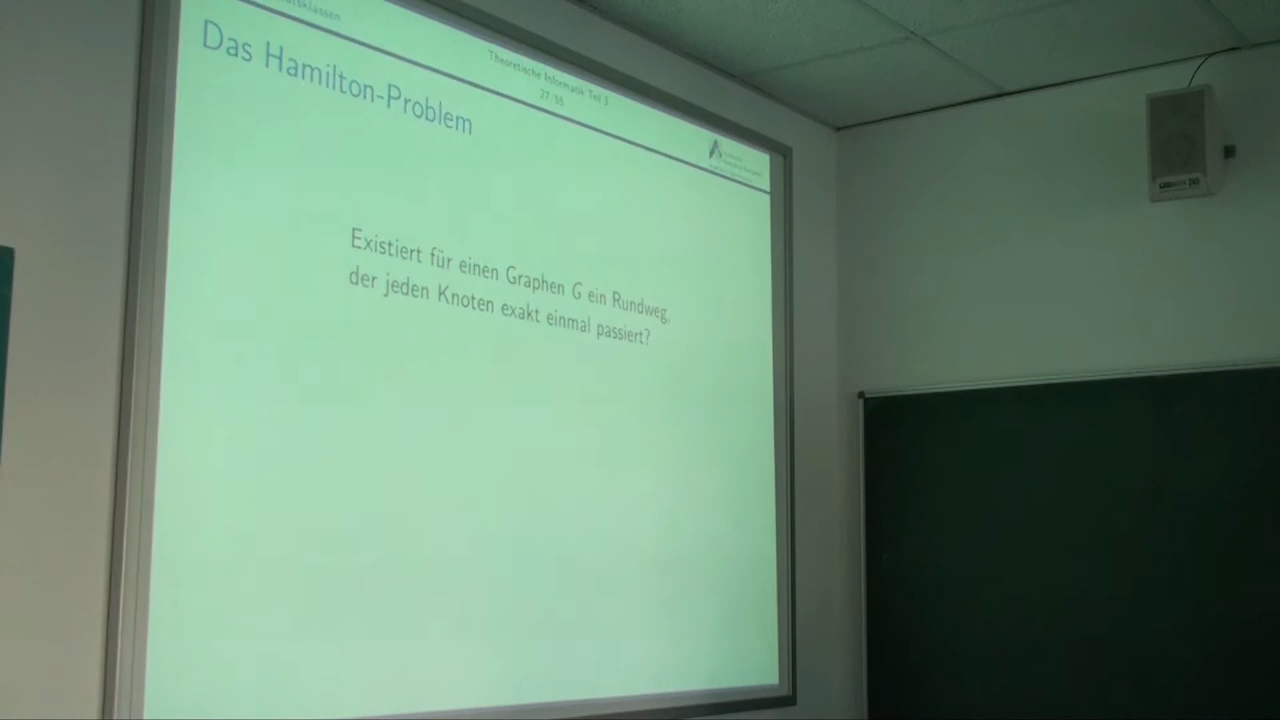 Theoretische Informatik Teil 3
27/55
Das Hamilton-Problem
Existiert für einen Graphen G ein Rundweg,
der jeden Knoten exakt einmal passiert?